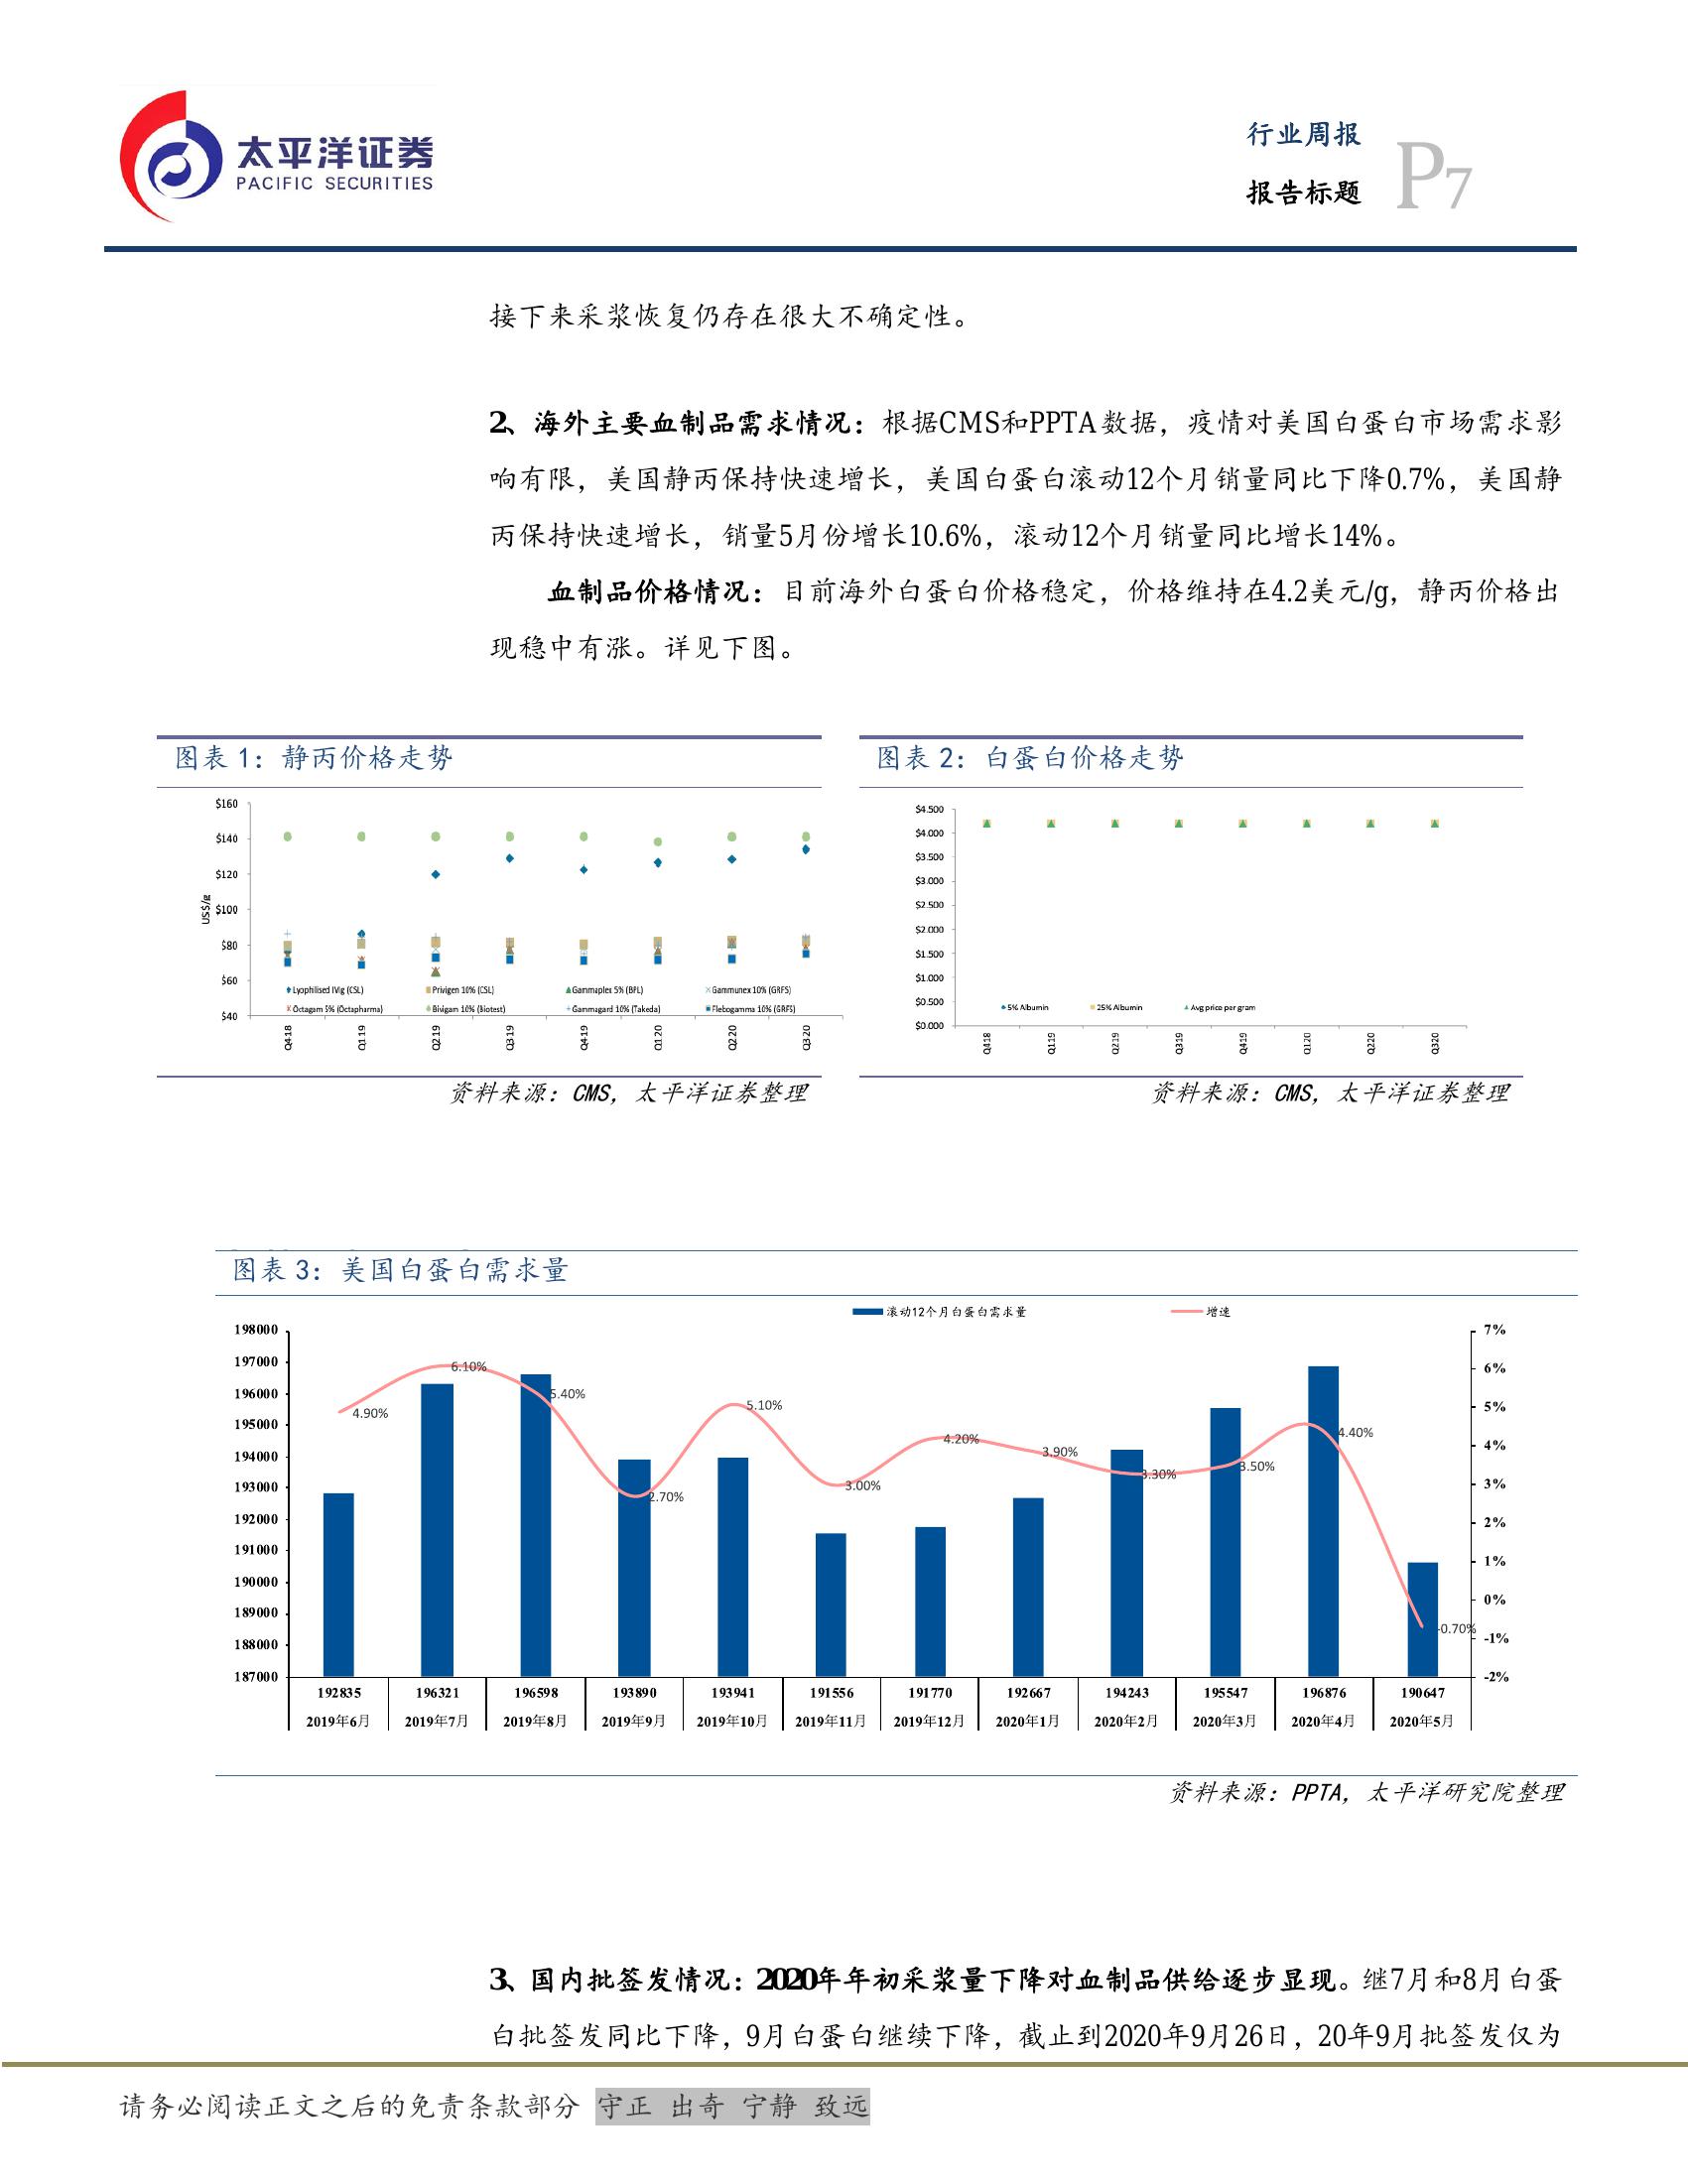 太平洋证券
PACIFIC SECURITIES
行业周报
报告标题
P7
接下来采浆恢复仍存在很大不确定性。
2、海外主要血制品需求情况：根据CMS和PPTA数据，疫情对美国白蛋白市场需求影
响有限，美国静丙保持快速增长，美国白蛋白滚动12个月销量同比下降0.7%，美国静
丙保持快速增长，销量5月份增长10.6%，滚动12个月销量同比增长14%。
血制品价格情况：目前海外白蛋白价格稳定，价格维持在4.2美元/g，静丙价格出
现稳中有涨。详见下图。
图表 1：静丙价格走势
$160
$140
$120
$100
$80
$60
$40
US$/g
Lyophilised IVig (CSL) Privigen 10% (CSL) Gammaplex 5% (BPL) Gammunex 10% (GRFS)
Octagam 5% (Octapharma) Bivigam 10% (Biotest) Gammagard 10% (Takeda) Flebogamma 10% (GRFS)
Q418 Q119 Q219 Q319 Q419 Q120 Q220 Q320
资料来源：CMS，太平洋证券整理
图表 2：白蛋白价格走势
$4.500
$4.000
$3.500
$3.000
$2.500
$2.000
$1.500
$1.000
$0.500
$0.000
5% Albumin 25% Albumin Avg price per gram
Q418 Q119 Q219 Q319 Q419 Q120 Q220 Q320
资料来源：CMS，太平洋证券整理
图表 3：美国白蛋白需求量
滚动12个月白蛋白需求量 增速
198000
197000
196000
195000
194000
193000
192000
191000
190000
189000
188000
187000
4.90% 6.10% 5.40% 2.70% 5.10% 3.00% 4.20% 3.90% 3.30% 3.50% 4.40% -0.70%
7%
6%
5%
4%
3%
2%
1%
0%
-1%
-2%
192835 196321 196598 193890 193941 191556 191770 192667 194243 195547 196876 190647
2019年6月 2019年7月 2019年8月 2019年9月 2019年10月 2019年11月 2019年12月 2020年1月 2020年2月 2020年3月 2020年4月 2020年5月
资料来源：PPTA，太平洋研究院整理
3、国内批签发情况：2020年年初采浆量下降对血制品供给逐步显现。继7月和8月白蛋
白批签发同比下降，9月白蛋白继续下降，截止到2020年9月26日，20年9月批签发仅为
请务必阅读正文之后的免责条款部分 守正 出奇 宁静 致远